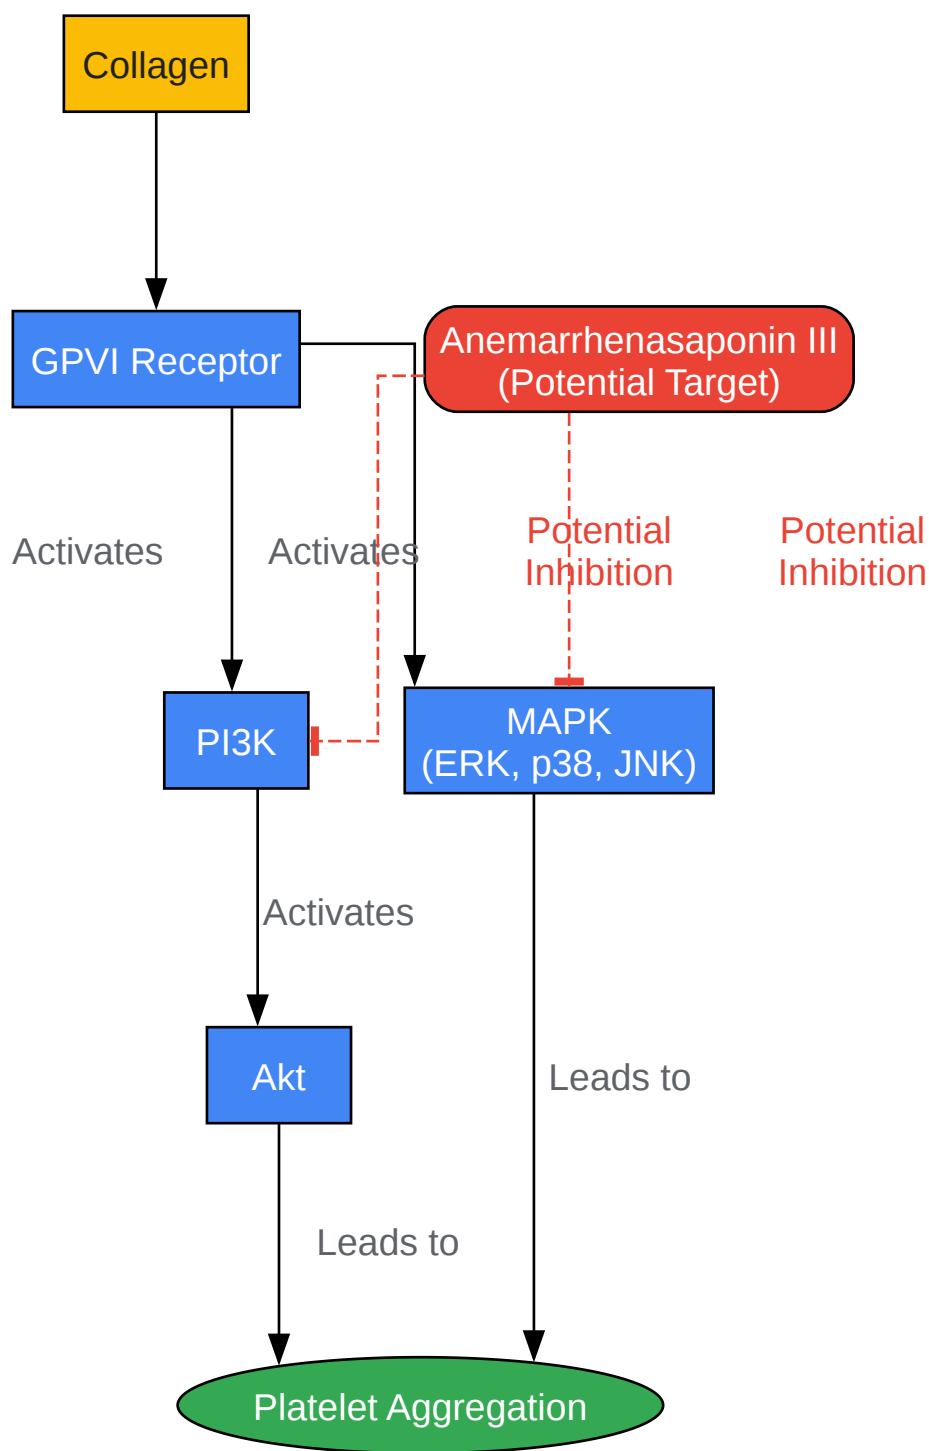 Collagen
GPVI Receptor
Anemarrhenasaponin III
(Potential Target)
Activates
Activates
Potential
Inhibition
Potential
Inhibition
PI3K
MAPK
(ERK, p38, JNK)
Activates
Akt
Leads to
Leads to
Platelet Aggregation